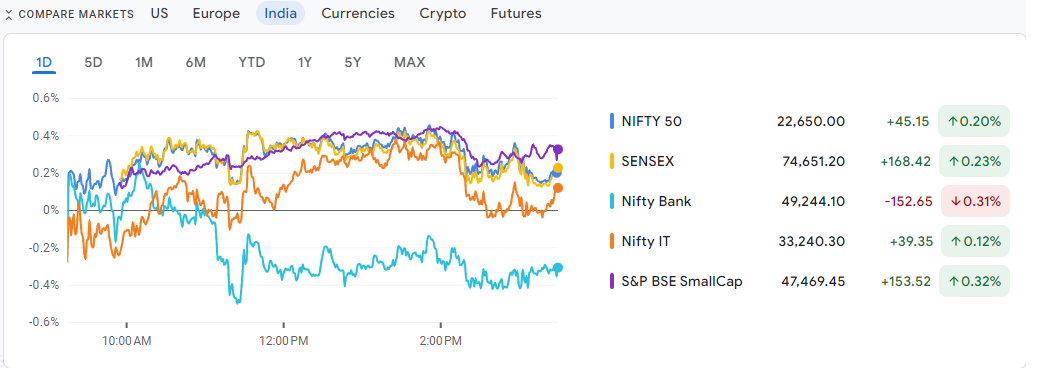 COMPARE MARKETS US Europe India Currencies Crypto Futures
1D 5D 1M 6M YTD 1Y 5Y MAX
0.6%
0.4%
0.2%
0%
-0.2%
-0.4%
-0.6%
10:00 AM 12:00 PM 2:00 PM
NIFTY 50 22,650.00 +45.15 ↑0.20%
SENSEX 74,651.20 +168.42 ↑0.23%
Nifty Bank 49,244.10 -152.65 ↓0.31%
Nifty IT 33,240.30 +39.35 ↑0.12%
S&P BSE SmallCap 47,469.45 +153.52 ↑0.32%